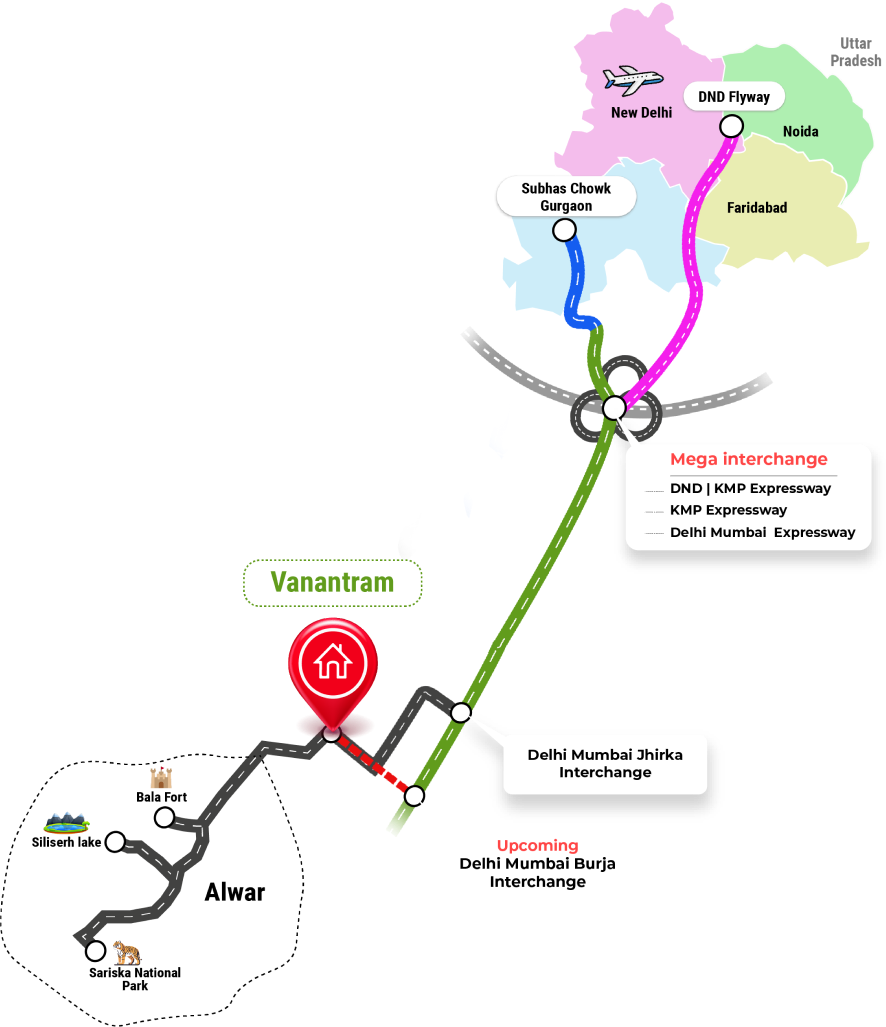 Uttar
Pradesh
DND Flyway
New Delhi
Noida
Subhas Chowk
Gurgaon
Faridabad
Mega interchange
DND | KMP Expressway
KMP Expressway
Delhi Mumbai Expressway
Vanantram
Delhi Mumbai Jhirka
Interchange
Bala Fort
Siliserh lake
Upcoming
Delhi Mumbai Burja
Interchange
Alwar
Sariska National
Park